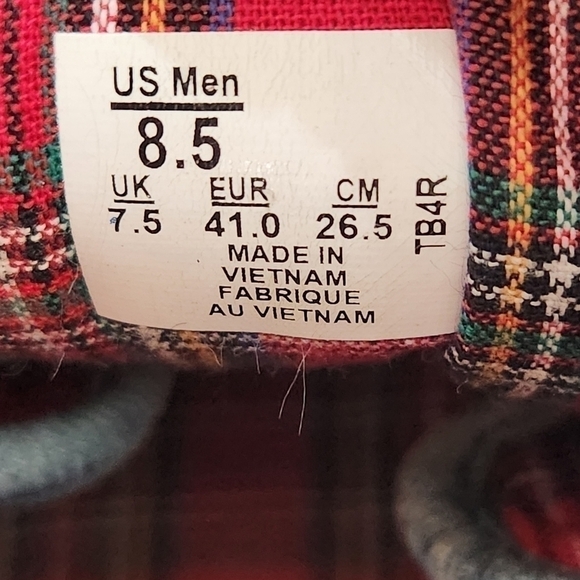 US Men
8.5
UK EUR CM
7.5 41.0 26.5
MADE IN
VIETNAM
FABRIQUE
AU VIETNAM
TB4R